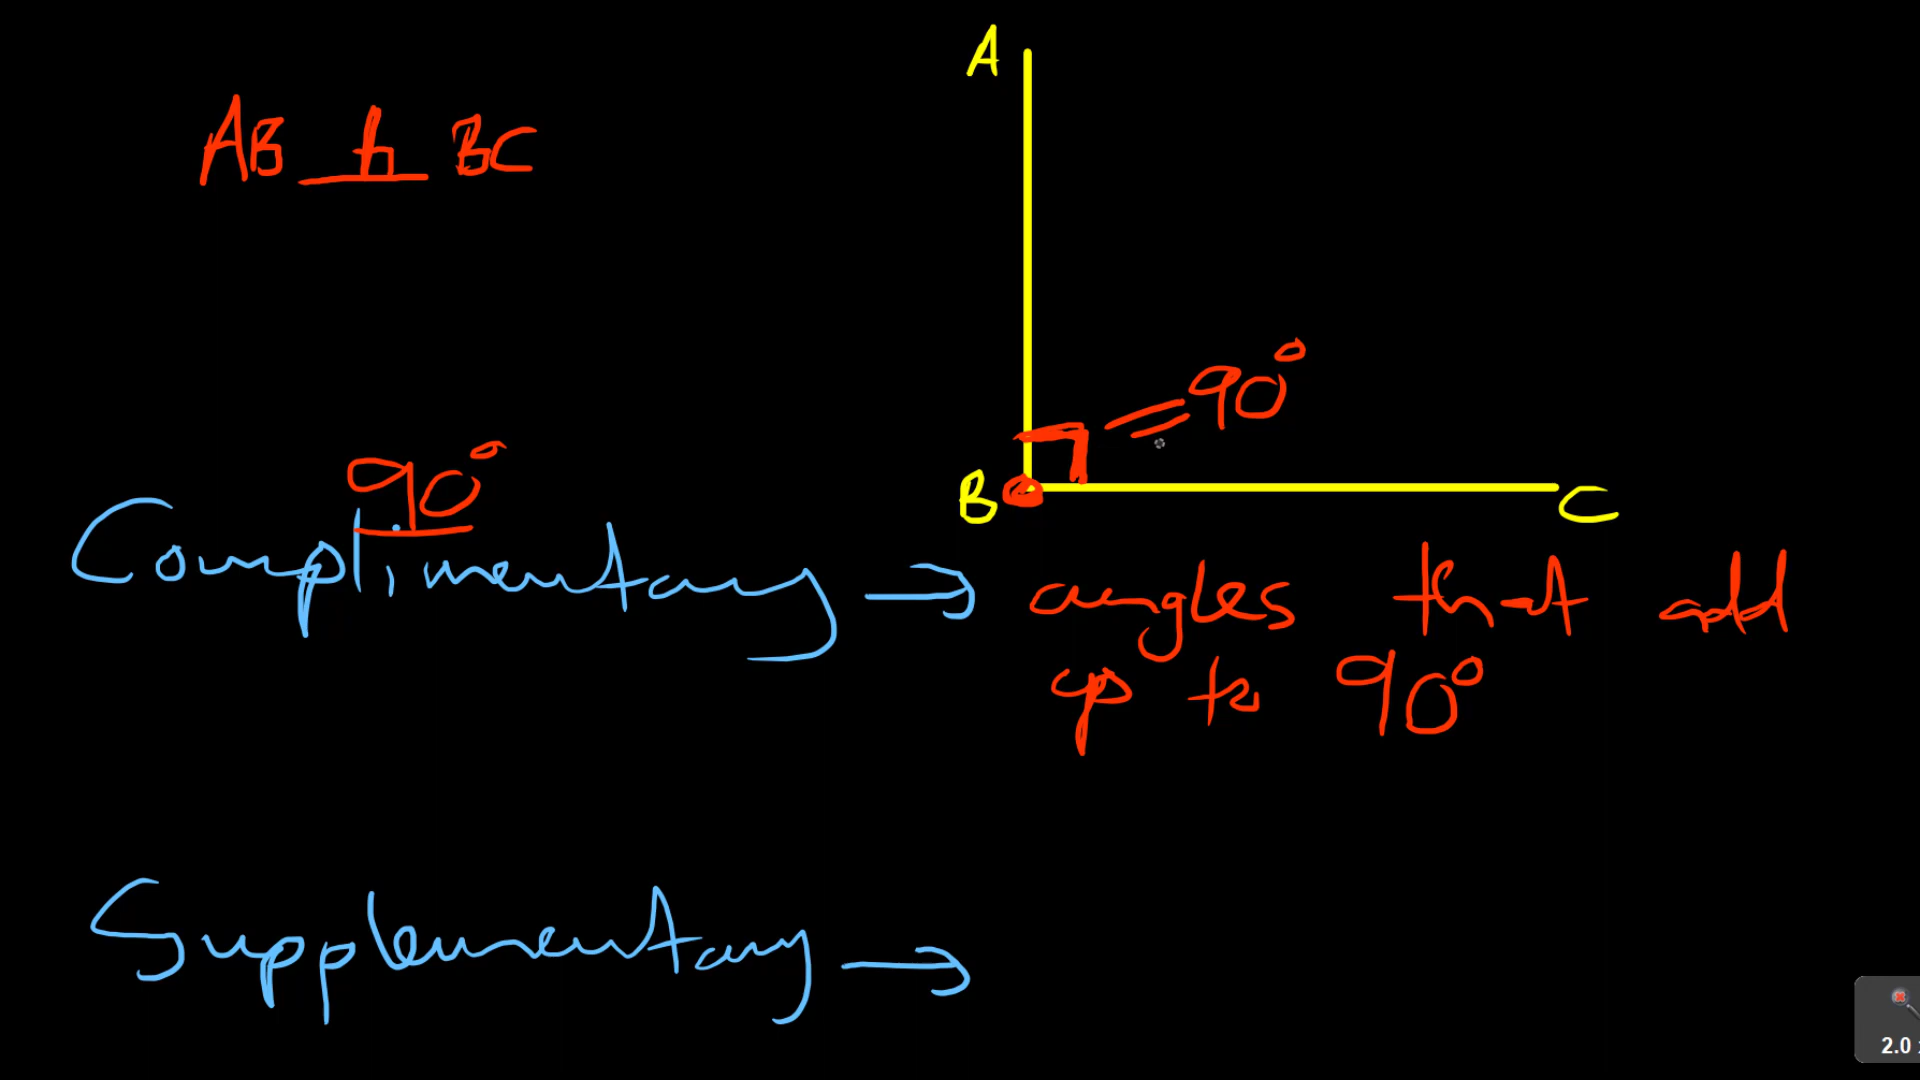 A
AB ⊥ BC
= 90°
B
C
90°
Complimentary → angles that add
up to 90°
Supplementary →
2.0